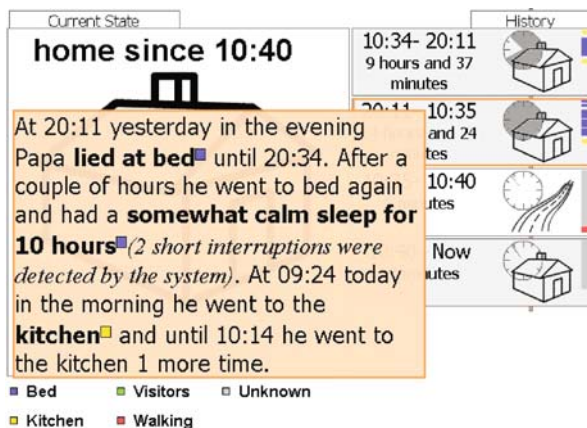 Current State
History
home since 10:40
10:34- 20:11
9 hours and 37
minutes
20:11 10:35
and 24
10:40
Now
At 20:11 yesterday in the evening
Papa lied at bed until 20:34. After a
couple of hours he went to bed again
and had a somewhat calm sleep for
10 hours (2 short interruptions were
detected by the system). At 09:24 today
in the morning he went to the
kitchen and until 10:14 he went to
the kitchen 1 more time.
Bed Visitors Unknown
Kitchen Walking